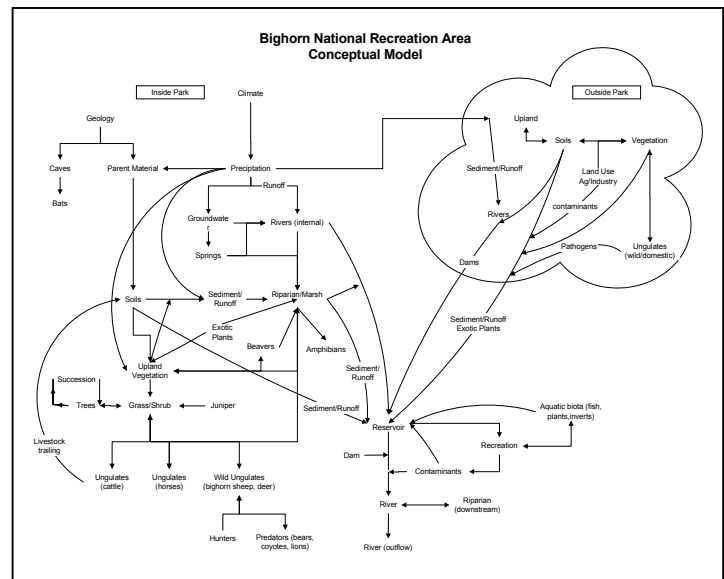 Bighorn National Recreation Area
Conceptual Model
Inside Park
Climate
Outside Park
Geology
Upland
Soils
Vegetation
Caves
Parent Material
Preciptation
Sediment/Runoff
Land Use
Ag/Industry
Runoff
Bats
contaminants
Groundwate
r
Rivers (internal)
Rivers
Pathogens
Ungulates
(wild/domestic)
Springs
Dams
Soils
Sediment/
Runoff
Riparian/Marsh
Sediment/Runoff
Exotic Plants
Exotic
Plants
Beavers
Amphibians
Upland
Vegetation
Sediment/
Runoff
Succession
Trees
Grass/Shrub
Juniper
Sediment/Runoff
Aquatic biota (fish,
plants,inverts)
Reservoir
Livestock
trailing
Recreation
Dam
Contaminants
Ungulates
(cattle)
Ungulates
(horses)
Wild Ungulates
(bighorn sheep, deer)
River
Riparian
(downstream)
Hunters
Predators (bears,
coyotes, lions)
River (outflow)